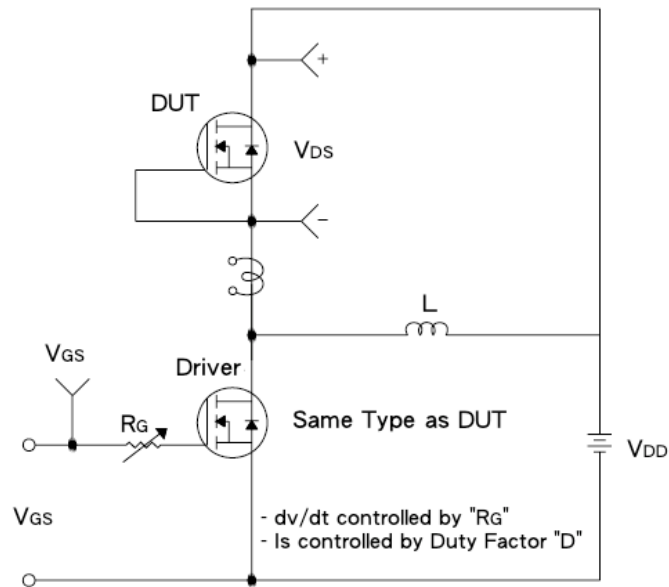 +
DUT
VDS
-
L
VGS
Driver
RG
Same Type as DUT
VDD
VGS
- dv/dt controlled by "RG"
- Is controlled by Duty Factor "D"